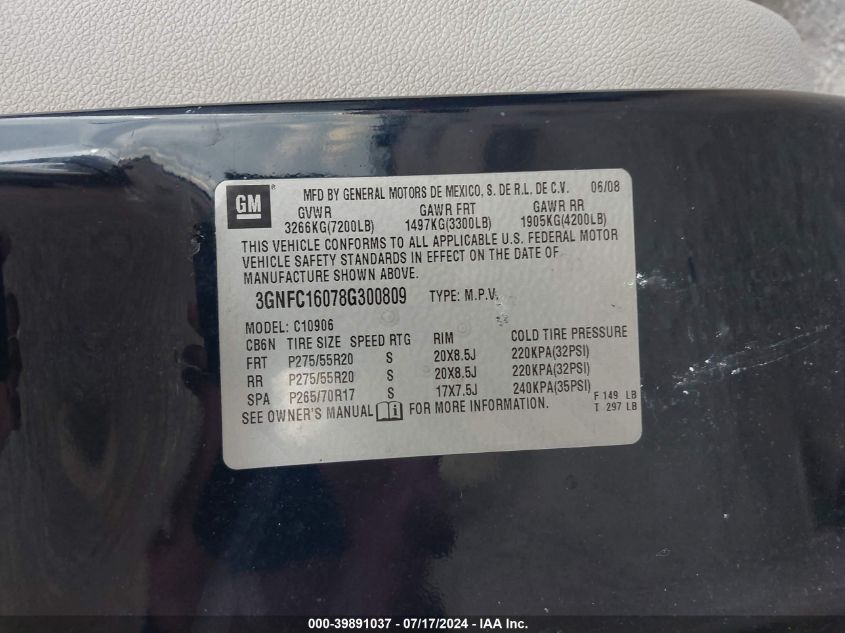 GM®
MFD BY GENERAL MOTORS DE MEXICO, S. DE R.L. DE C.V. 06/08
GVWR GAWR FRT GAWR RR
3266KG(7200LB) 1497KG(3300LB) 1905KG(4200LB)
THIS VEHICLE CONFORMS TO ALL APPLICABLE U.S. FEDERAL MOTOR
VEHICLE SAFETY STANDARDS IN EFFECT ON THE DATE OF
MANUFACTURE SHOWN ABOVE.
3GNFC16078G300809 TYPE: M.P.V.
MODEL: C10906
CB6N TIRE SIZE SPEED RTG RIM COLD TIRE PRESSURE
FRT P275/55R20 S 20X8.5J 220KPA(32PSI)
RR P275/55R20 S 20X8.5J 220KPA(32PSI)
SPA P265/70R17 S 17X7.5J 240KPA(35PSI)
SEE OWNER'S MANUAL i FOR MORE INFORMATION.
F 149 LB
T 297 LB
000-39891037 / 07/17/2024 - IAAI.com